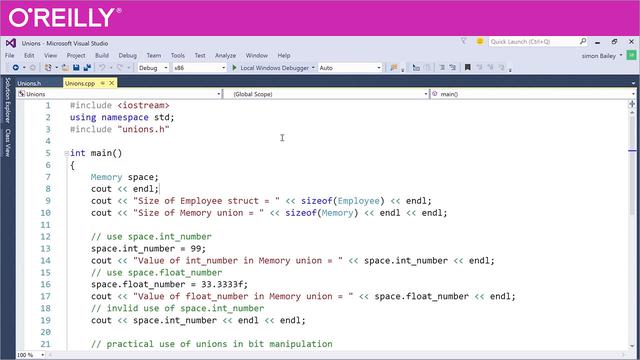 O'REILLY®
Unions - Microsoft Visual Studio
Quick Launch (Ctrl+Q)
File Edit View Project Build Debug Team Tools Test Employee Analyze Window Help
simon Bailey
Debug x86 Local Windows Debugger Auto
Solution Explorer
Class View
Unions.h Unions.cpp
Unions (Global Scope) main()
1 #include <iostream>
2 using namespace std;
3 #include "unions.h"
4
5 int main()
6 {
7 Memory space;
8 cout << endl;
9 cout << "Size of Employee struct = " << sizeof(Employee) << endl;
10 cout << "Size of Memory union = " << sizeof(Memory) << endl << endl;
11
12 // use space.int_number
13 space.int_number = 99;
14 cout << "Value of int_number in Memory union = " << space.int_number << endl;
15 // use space.float_number
16 space.float_number = 33.3333f;
17 cout << "Value of float_number in Memory union = " << space.float_number << endl;
18 // invlid use of space.int_number
19 cout << space.int_number << endl << endl;
20
21 // practical use of unions in bit manipulation
100 %